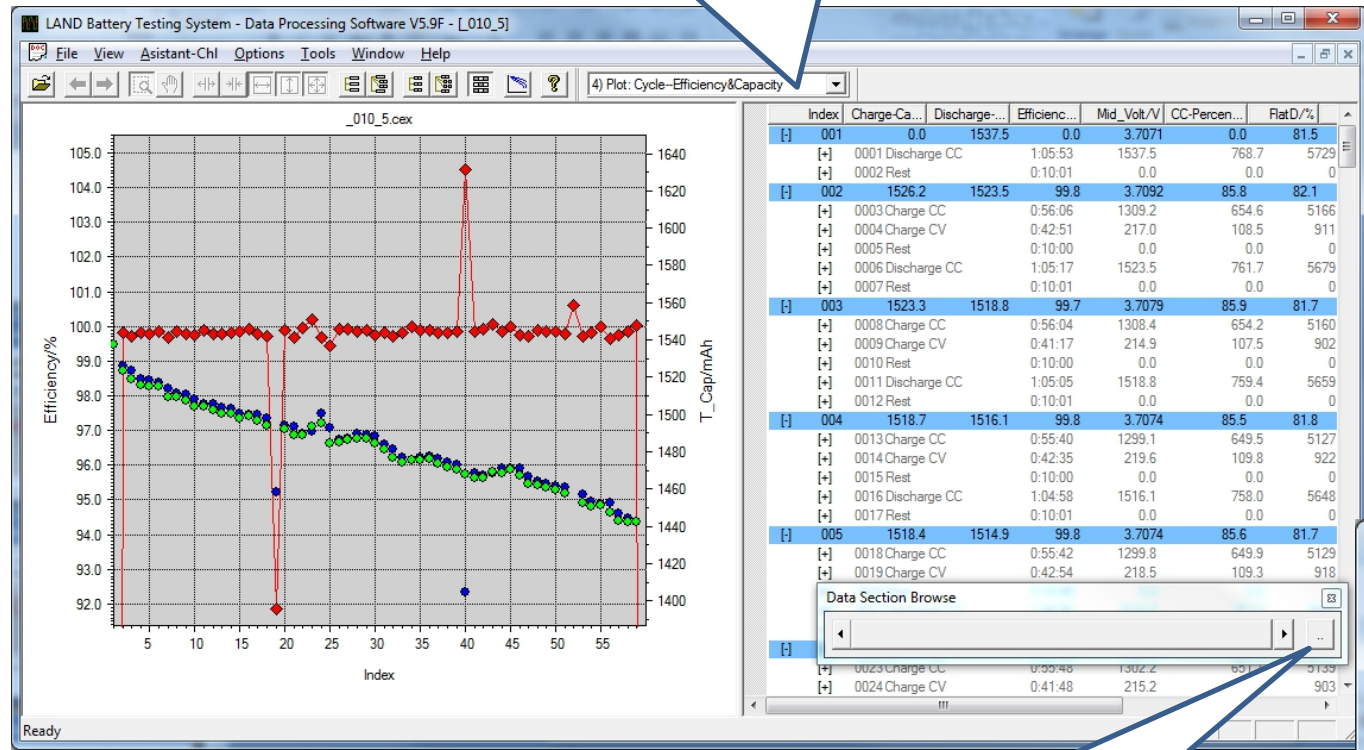 LAND Battery Testing System - Data Processing Software V5.9F - [_010_5]
File View Asistant-Chl Options Tools Window Help
4) Plot: Cycle--Efficiency&Capacity
_010_5.cex
105.0
104.0
103.0
102.0
101.0
100.0
99.0
98.0
97.0
96.0
95.0
94.0
93.0
92.0
Efficiency/%
1640
1620
1600
1580
1560
1540
1520
1500
1480
1460
1440
1420
1400
T_Cap/mAh
5 10 15 20 25 30 35 40 45 50 55
Index
Index Charge-Ca... Discharge-... Efficienc... Mid_Volt/V CC-Percen... FlatD/%
[-] 001 0.0 1537.5 0.0 3.7071 0.0 81.5
[+] 0001 Discharge CC 1:05:53 1537.5 768.7 5729
[+] 0002 Rest 0:10:01 0.0 0.0 0
[-] 002 1526.2 1523.5 99.8 3.7092 85.8 82.1
[+] 0003 Charge CC 0:56:06 1309.2 654.6 5166
[+] 0004 Charge CV 0:42:51 217.0 108.5 911
[+] 0005 Rest 0:10:00 0.0 0.0 0
[+] 0006 Discharge CC 1:05:17 1523.5 761.7 5679
[+] 0007 Rest 0:10:01 0.0 0.0 0
[-] 003 1523.3 1518.8 99.7 3.7079 85.9 81.7
[+] 0008 Charge CC 0:56:04 1308.4 654.2 5160
[+] 0009 Charge CV 0:41:17 214.9 107.5 902
[+] 0010 Rest 0:10:00 0.0 0.0 0
[+] 0011 Discharge CC 1:05:05 1518.8 759.4 5659
[+] 0012 Rest 0:10:01 0.0 0.0 0
[-] 004 1518.7 1516.1 99.8 3.7074 85.5 81.8
[+] 0013 Charge CC 0:55:40 1299.1 649.5 5127
[+] 0014 Charge CV 0:42:35 219.6 109.8 922
[+] 0015 Rest 0:10:00 0.0 0.0 0
[+] 0016 Discharge CC 1:04:58 1516.1 758.0 5648
[+] 0017 Rest 0:10:01 0.0 0.0 0
[-] 005 1518.4 1514.9 99.8 3.7074 85.6 81.7
[+] 0018 Charge CC 0:55:42 1299.8 649.9 5129
[+] 0019 Charge CV 0:42:54 218.5 109.3 918
Data Section Browse
..
[-]
[+] 0023 Charge CC 0:55:48 1302.2 5139
[+] 0024 Charge CV 0:41:48 215.2 903
Ready